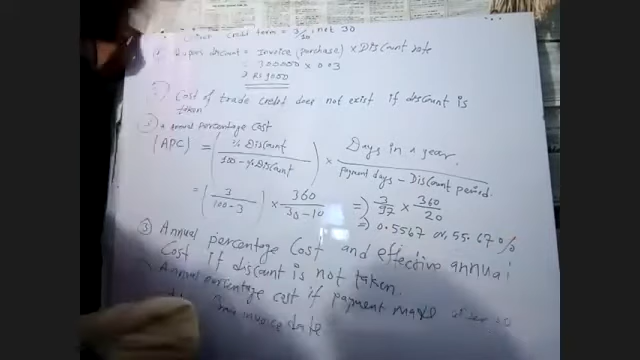 credit term = 3/10 net 30
discount = Invoice (purchase) × Discount rate
= 300000 × 0.03
= Rs 9000
Cost of trade credit does not exist if discount is
taken
annual percentage cost
(APC) = ( % Discount / 100 - % Discount ) × Days in a year / payment days - Discount period.
= ( 3 / 100 - 3 ) × 360 / 30 - 10 => ) 3 / 97 × 360 / 20
=> 0.5567 or, 55.67%
③ Annual percentage cost and effective annual
cost if discount is not taken.
Annual percentage cost if payment made
invoice date